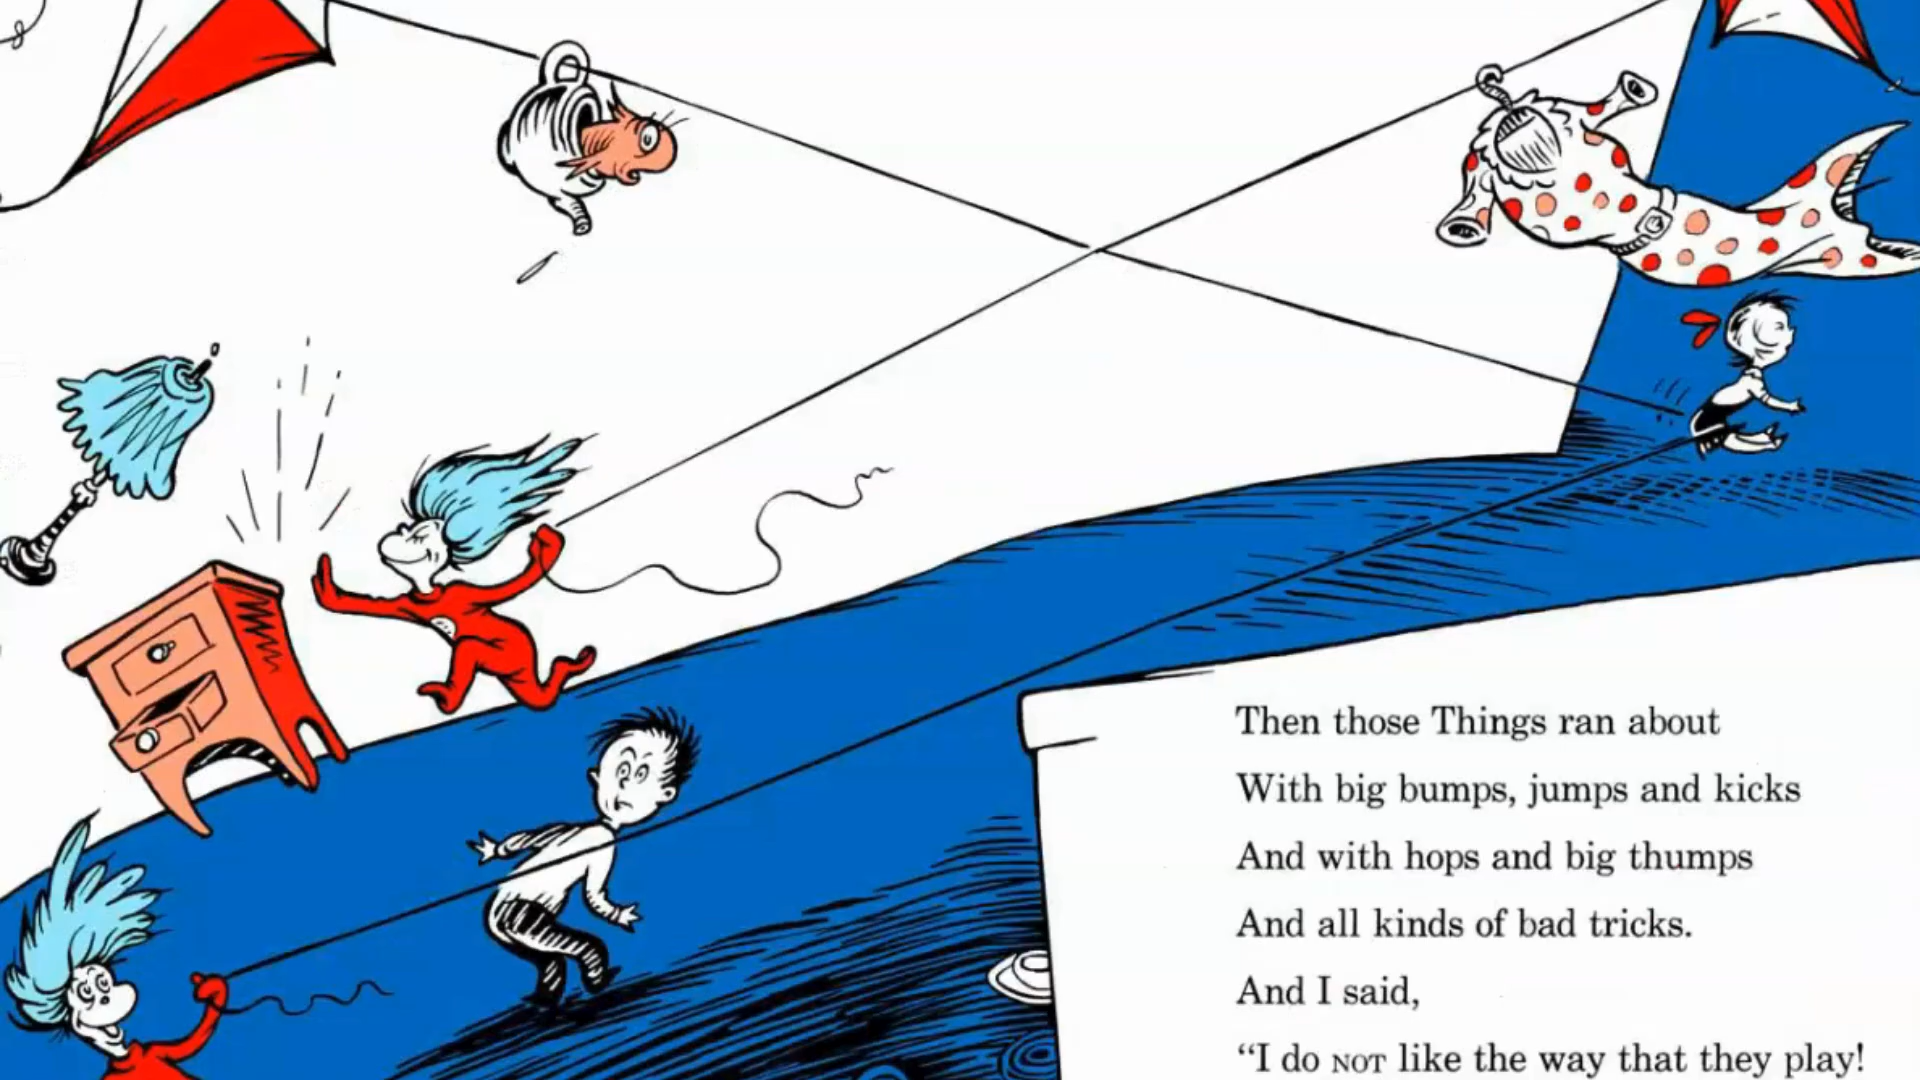 Then those Things ran about
With big bumps, jumps and kicks
And with hops and big thumps
And all kinds of bad tricks.
And I said,
“I do NOT like the way that they play!